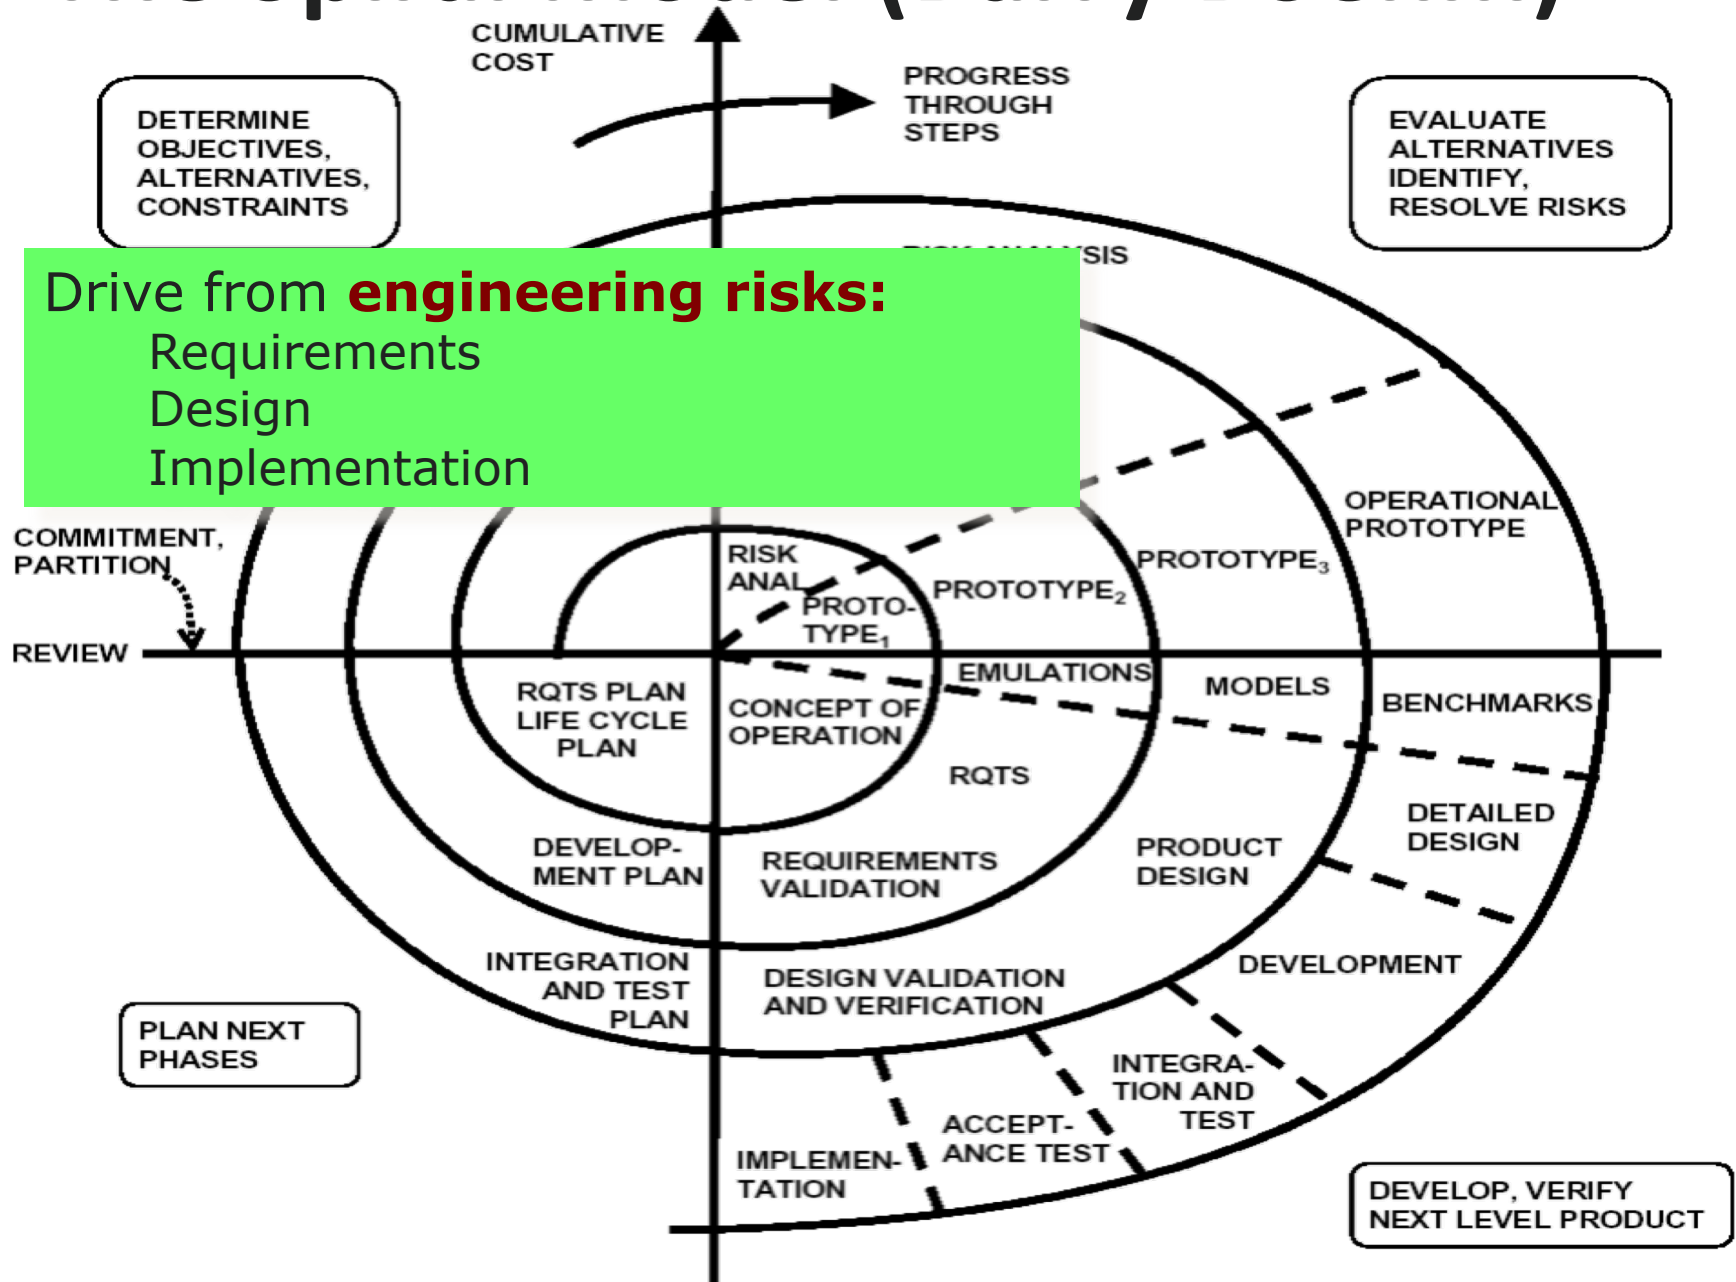 CUMULATIVE
COST
PROGRESS
THROUGH
STEPS
DETERMINE
OBJECTIVES,
ALTERNATIVES,
CONSTRAINTS
EVALUATE
ALTERNATIVES
IDENTIFY,
RESOLVE RISKS
Drive from engineering risks:
Requirements
Design
Implementation
COMMITMENT,
PARTITION
REVIEW
RISK
ANAL
PROTO-
TYPE1
PROTOTYPE2
PROTOTYPE3
OPERATIONAL
PROTOTYPE
RQTS PLAN
LIFE CYCLE
PLAN
CONCEPT OF
OPERATION
EMULATIONS
MODELS
BENCHMARKS
RQTS
DETAILED
DESIGN
DEVELOP-
MENT PLAN
REQUIREMENTS
VALIDATION
PRODUCT
DESIGN
INTEGRATION
AND TEST
PLAN
DESIGN VALIDATION
AND VERIFICATION
DEVELOPMENT
PLAN NEXT
PHASES
INTEGRA-
TION AND
TEST
ACCEPT-
ANCE TEST
IMPLEMEN-
TATION
DEVELOP, VERIFY
NEXT LEVEL PRODUCT